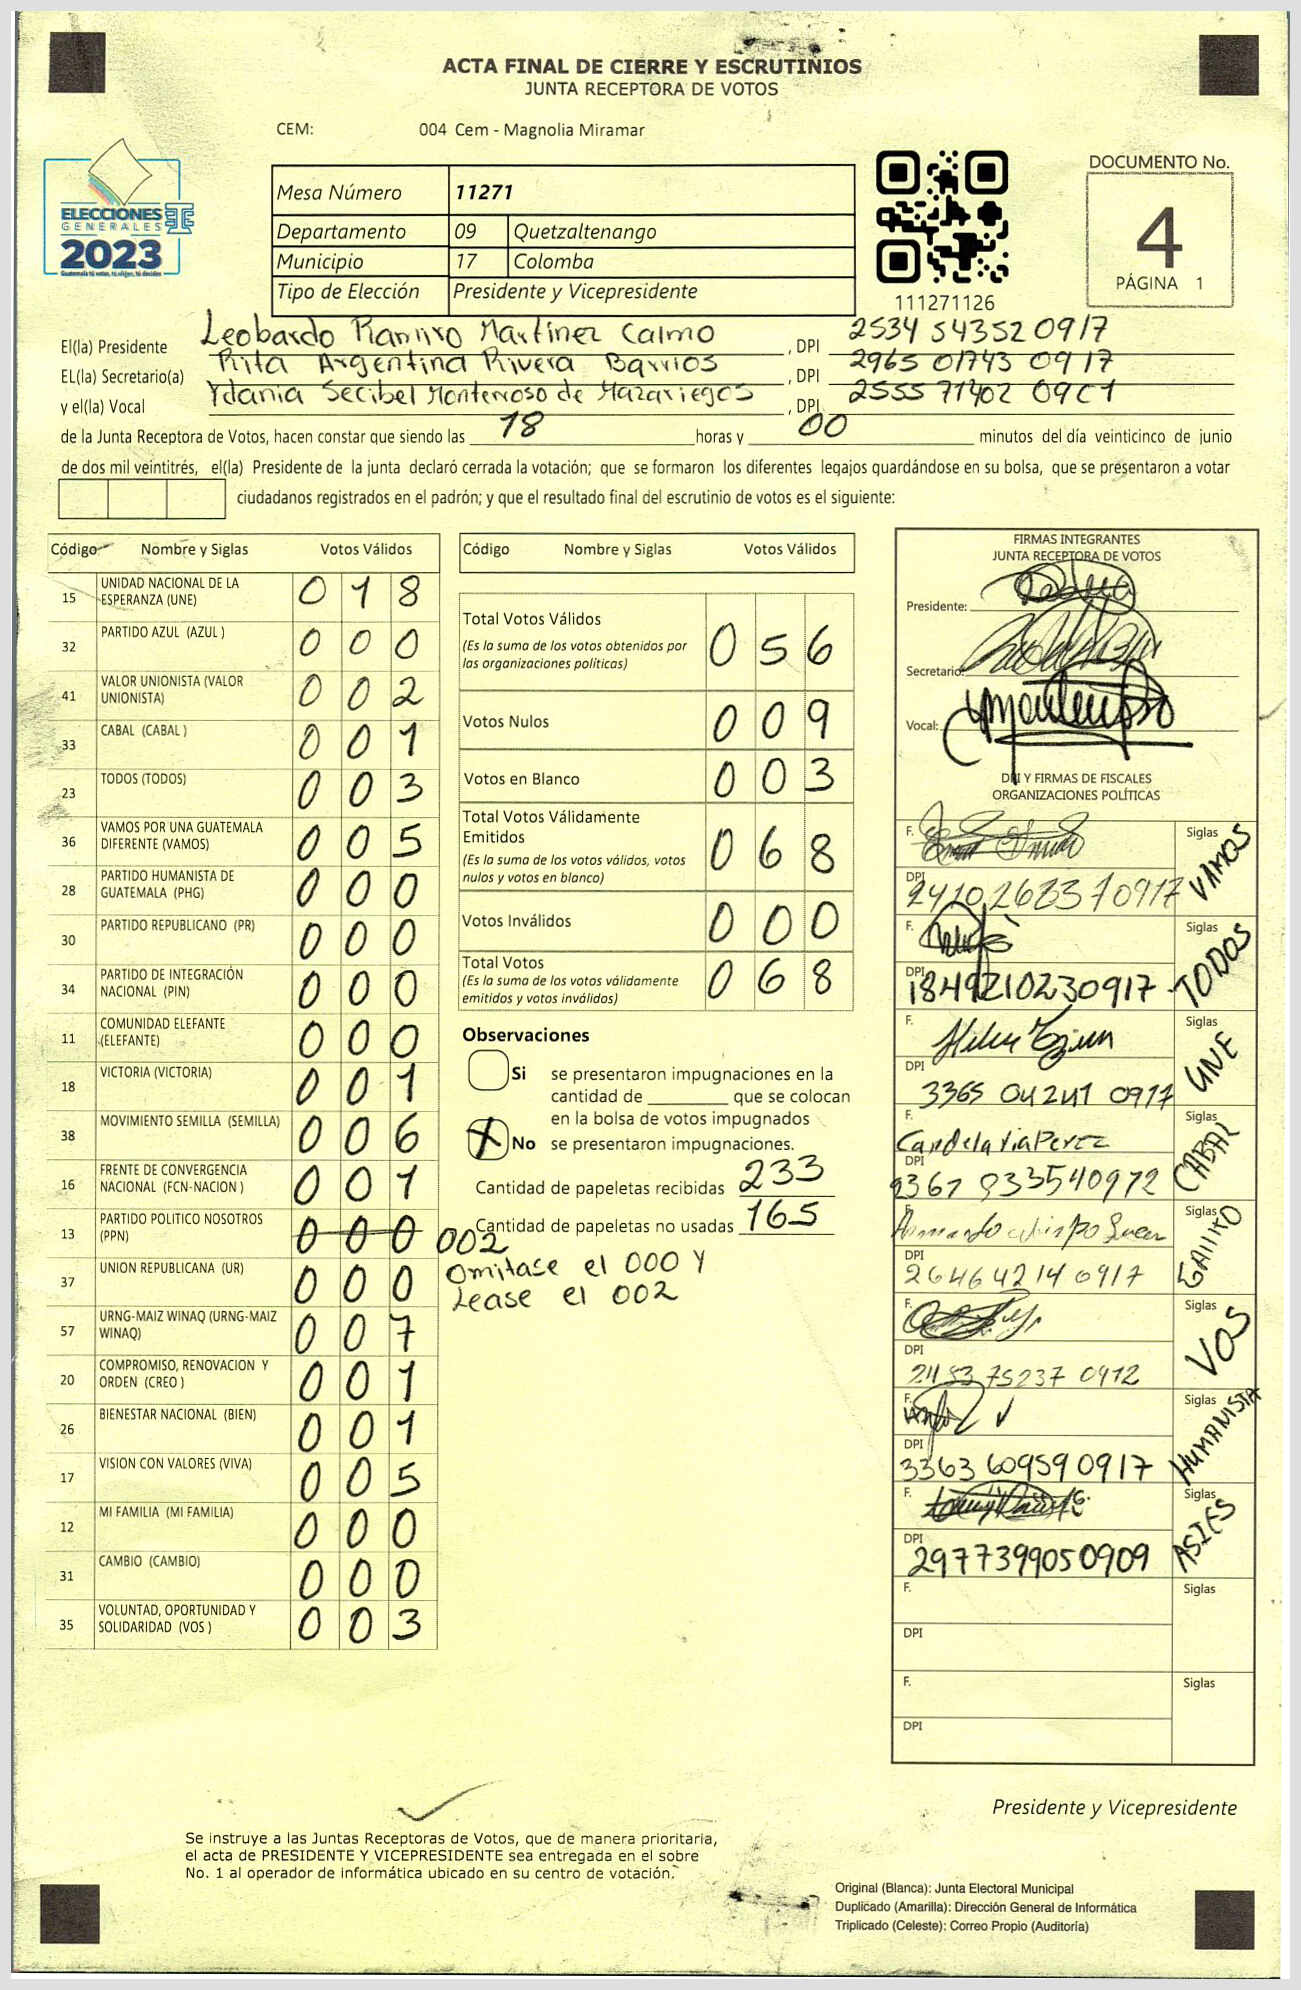 ACTA FINAL DE CIERRE Y ESCRUTINIOS
JUNTA RECEPTORA DE VOTOS
CEM: 004 Cem - Magnolia Miramar
ELECCIONES
GENERALES
2023
Guatemala tú votas, tú eliges, tú decides
Mesa Número 11271
Departamento 09 Quetzaltenango
Municipio 17 Colomba
Tipo de Elección Presidente y Vicepresidente
111271126
DOCUMENTO No.
4
PÁGINA 1
El(la) Presidente Leobardo Ramiro Martinez Calmo, DPI 2534 54352 0917
EL(la) Secretario(a) Rita Argentina Rivera Barrios, DPI 2965 01743 0917
y el(la) Vocal Ydania Secibel Monterroso de Mazariegos, DPI 2555 71402
de la Junta Receptora de Votos, hacen constar que siendo las 18 horas y 00 minutos del día veinticinco de junio
de dos mil veintitrés, el(la) Presidente de la junta declaró cerrada la votación; que se formaron los diferentes legajos guardándose en su bolsa, que se presentaron a votar
ciudadanos registrados en el padrón; y que el resultado final del escrutinio de votos es el siguiente:
Código Nombre y Siglas Votos Válidos
15 UNIDAD NACIONAL DE LA ESPERANZA (UNE) 0 1 8
32 PARTIDO AZUL (AZUL ) 0 0 0
41 VALOR UNIONISTA (VALOR UNIONISTA) 0 0 2
33 CABAL (CABAL ) 0 0 1
23 TODOS (TODOS) 0 0 3
36 VAMOS POR UNA GUATEMALA DIFERENTE (VAMOS) 0 0 5
28 PARTIDO HUMANISTA DE GUATEMALA (PHG) 0 0 0
30 PARTIDO REPUBLICANO (PR) 0 0 0
34 PARTIDO DE INTEGRACIÓN NACIONAL (PIN) 0 0 0
11 COMUNIDAD ELEFANTE (ELEFANTE) 0 0 0
18 VICTORIA (VICTORIA) 0 0 1
38 MOVIMIENTO SEMILLA (SEMILLA) 0 0 6
16 FRENTE DE CONVERGENCIA NACIONAL (FCN-NACION ) 0 0 1
13 PARTIDO POLITICO NOSOTROS (PPN) 0 0 0 002
37 UNION REPUBLICANA (UR) 0 0 0
57 URNG-MAIZ WINAQ (URNG-MAIZ WINAQ) 0 0 7
20 COMPROMISO, RENOVACION Y ORDEN (CREO ) 0 0 1
26 BIENESTAR NACIONAL (BIEN) 0 0 1
17 VISION CON VALORES (VIVA) 0 0 5
12 MI FAMILIA (MI FAMILIA) 0 0 0
31 CAMBIO (CAMBIO) 0 0 0
35 VOLUNTAD, OPORTUNIDAD Y SOLIDARIDAD (VOS ) 0 0 3
Código Nombre y Siglas Votos Válidos
Total Votos Válidos 0 5 6
(Es la suma de los votos obtenidos por
las organizaciones políticas)
Votos Nulos 0 0 9
Votos en Blanco 0 0 3
Total Votos Válidamente
Emitidos 0 6 8
(Es la suma de los votos válidos, votos
nulos y votos en blanco)
Votos Inválidos 0 0 0
Total Votos 0 6 8
(Es la suma de los votos válidamente
emitidos y votos inválidos)
Observaciones
Si se presentaron impugnaciones en la
cantidad de ________ que se colocan
en la bolsa de votos impugnados
X No se presentaron impugnaciones.
Cantidad de papeletas recibidas 233
Cantidad de papeletas no usadas 165
Omitase el 000 Y
Lease el 002
FIRMAS INTEGRANTES
JUNTA RECEPTORA DE VOTOS
Presidente:
Secretario:
Vocal:
DPI Y FIRMAS DE FISCALES
ORGANIZACIONES POLÍTICAS
F. Siglas VAMOS
DPI 2410 26337 0917
F. Siglas TODOS
DPI
F. Siglas UNE
DPI 3365 04241 0917
F. Candelaria Perez Siglas CABAL
DPI
F. Armando Siglas
DPI 2646 42140917
F. Siglas VOS
DPI 2453 75237 0912
F. Siglas HUMANISTA
DPI 3363 60959 0917
F. Siglas ASIES
DPI 2977399050909
F. Siglas
DPI
F. Siglas
DPI
Presidente y Vicepresidente
Se instruye a las Juntas Receptoras de Votos, que de manera prioritaria,
el acta de PRESIDENTE Y VICEPRESIDENTE sea entregada en el sobre
No. 1 al operador de informática ubicado en su centro de votación.
Original (Blanca): Junta Electoral Municipal
Duplicado (Amarilla): Dirección General de Informática
Triplicado (Celeste): Correo Propio (Auditoría)